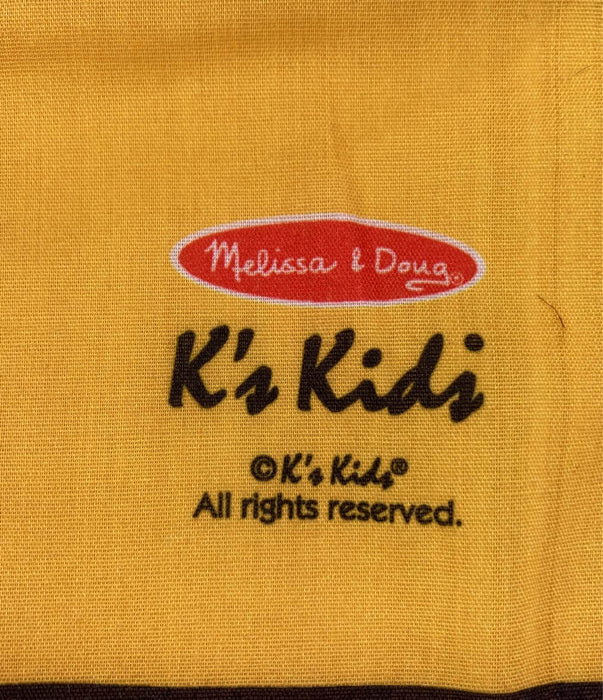 Melissa & Doug®
K's Kids
©K's Kids®
All rights reserved.